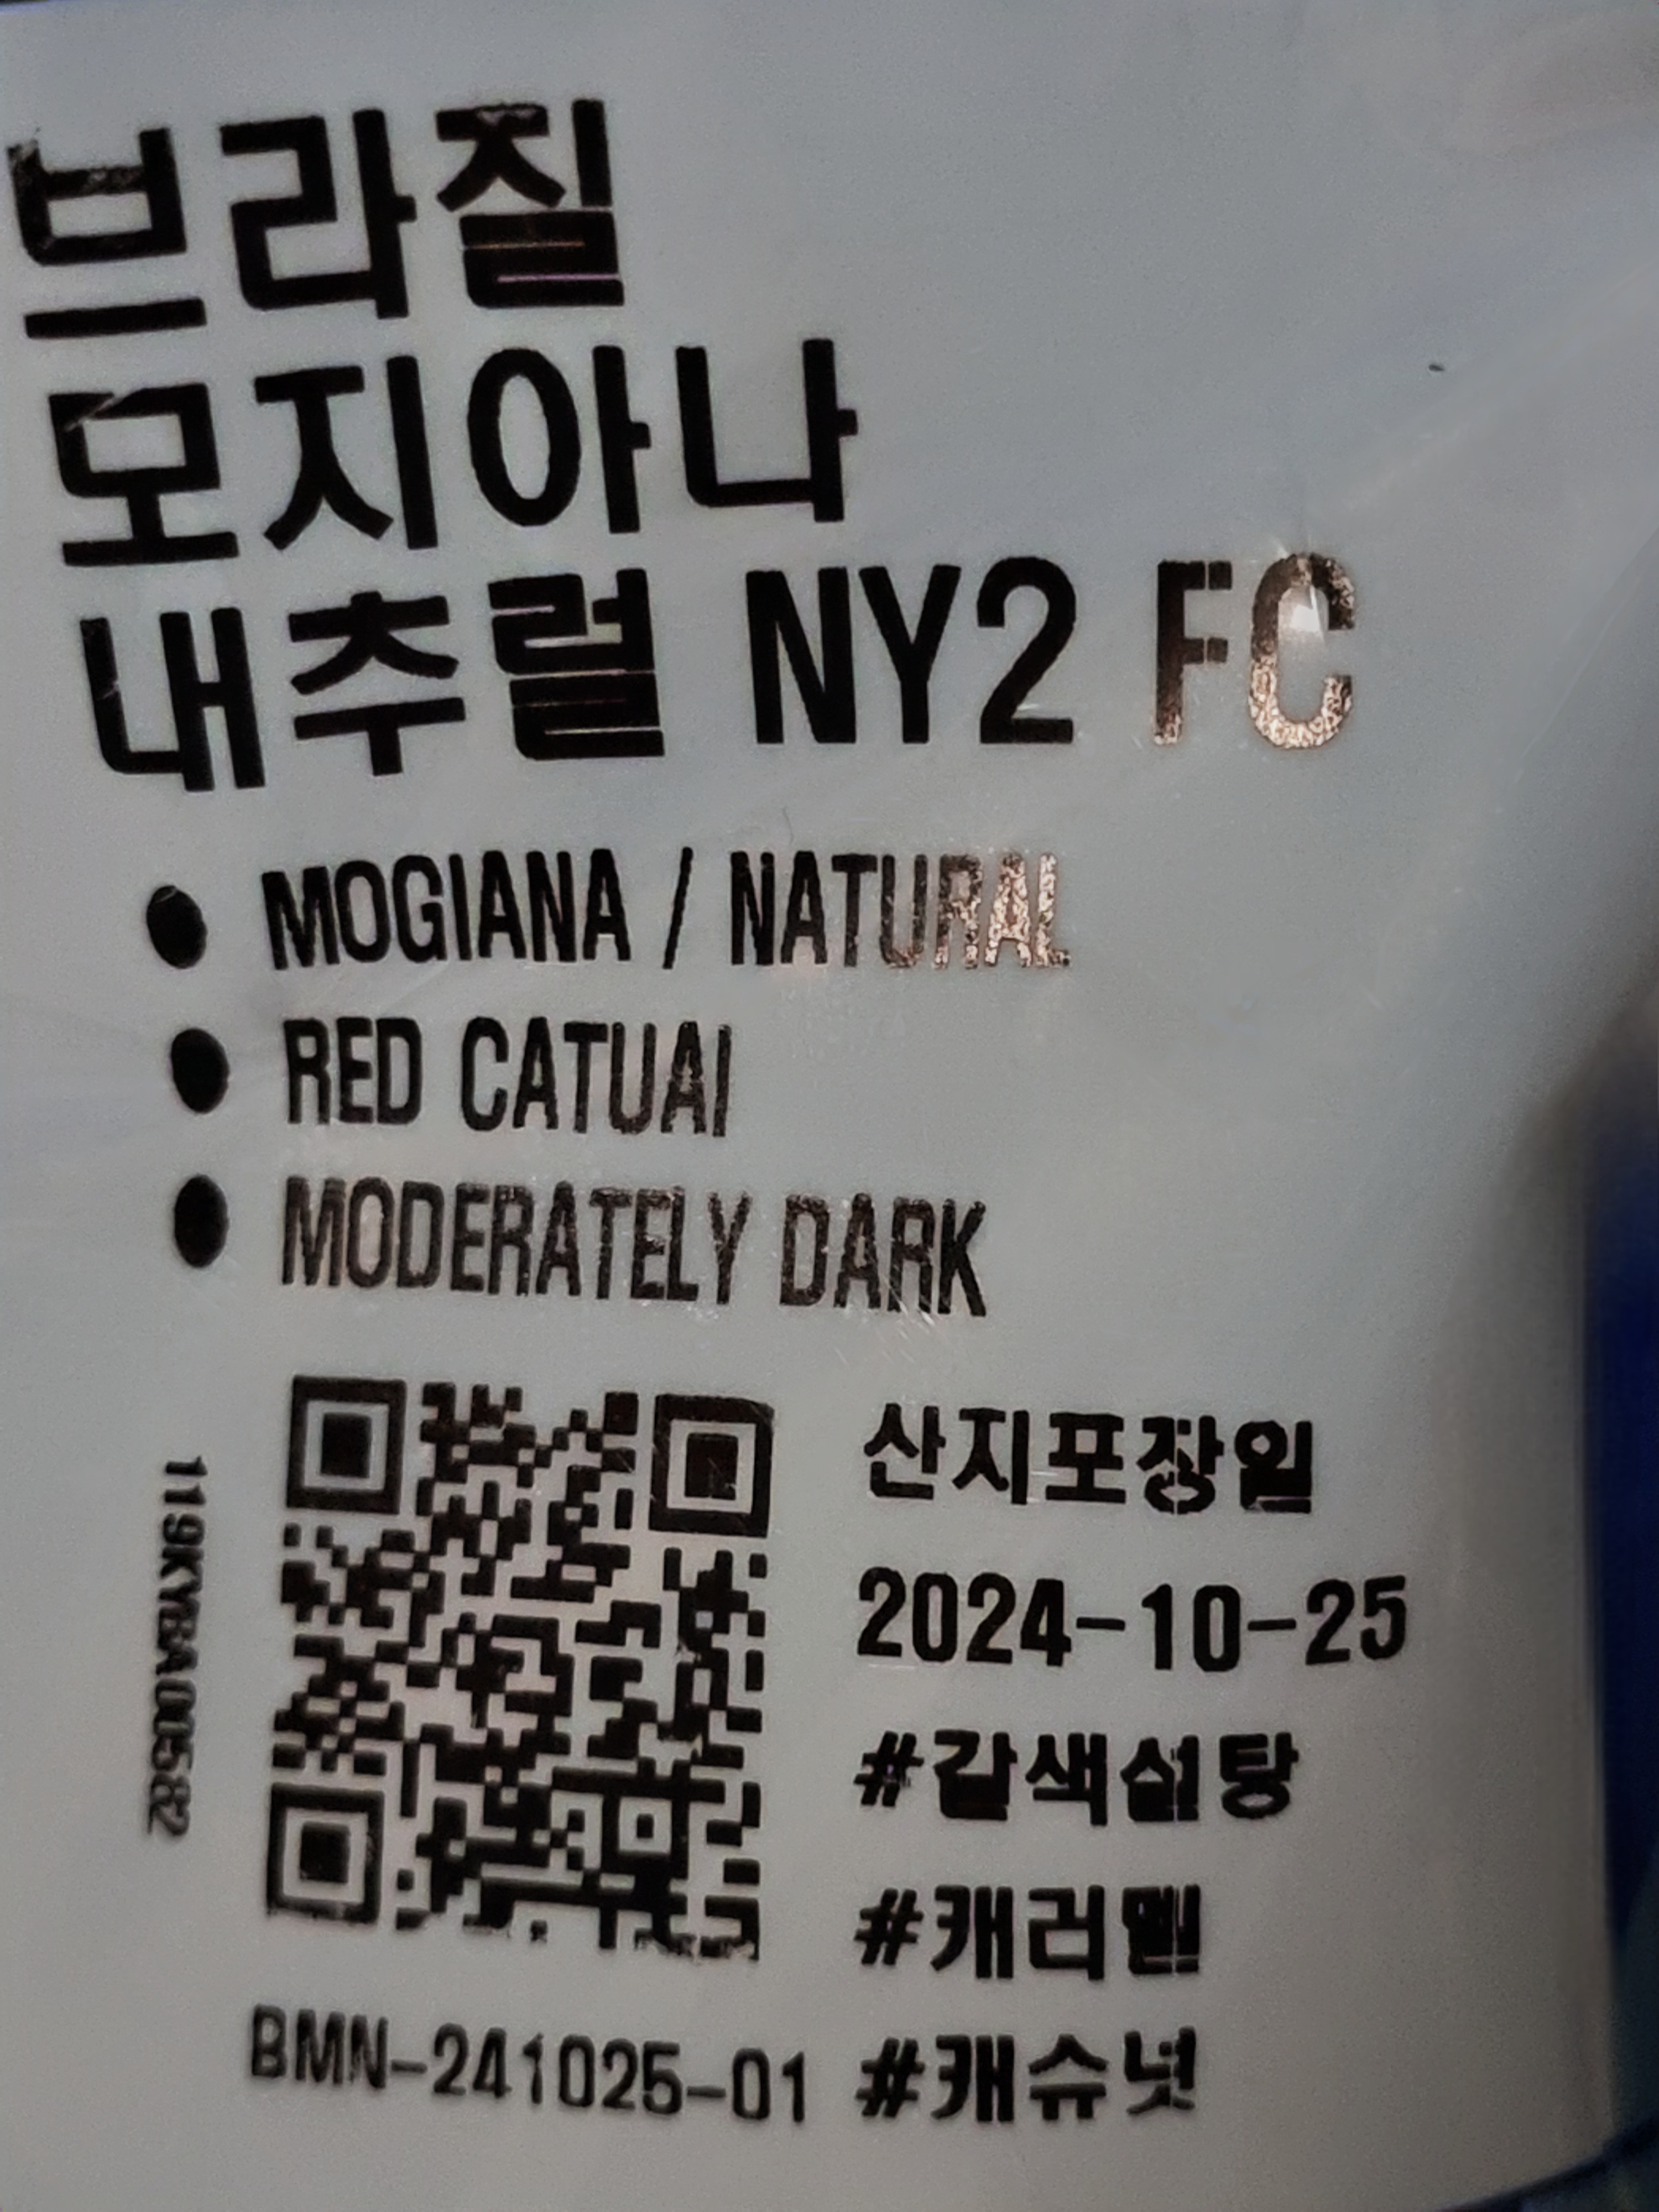 브라질
모지아나
내추럴 NY2 FC
MOGIANA / NATURAL
RED CATUAI
MODERATELY DARK
119KYBA00582
산지포장일
2024-10-25
#갈색설탕
#캐러멜
BMN-241025-01 #캐슈넛